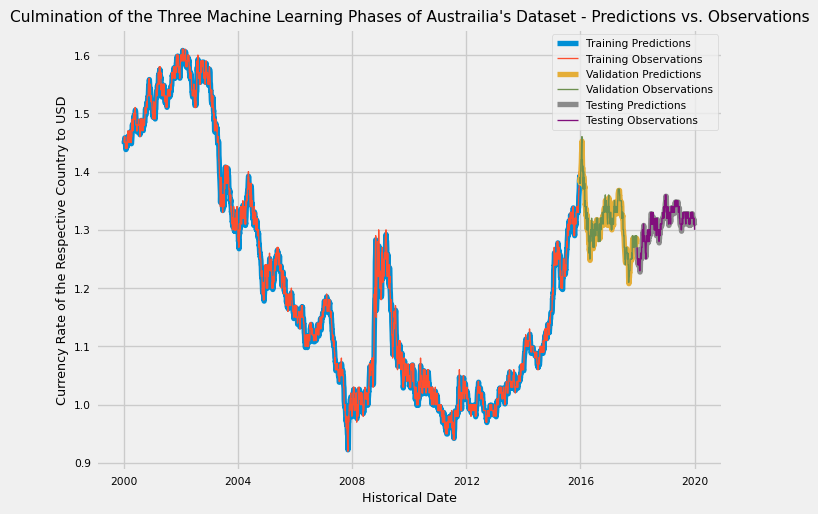 Culmination of the Three Machine Learning Phases of Austrailia's Dataset - Predictions vs. Observations
Training Predictions
Training Observations
Validation Predictions
Validation Observations
Testing Predictions
Testing Observations
Currency Rate of the Respective Country to USD
1.6
1.5
1.4
1.3
1.2
1.1
1.0
0.9
2000 2004 2008 2012 2016 2020
Historical Date